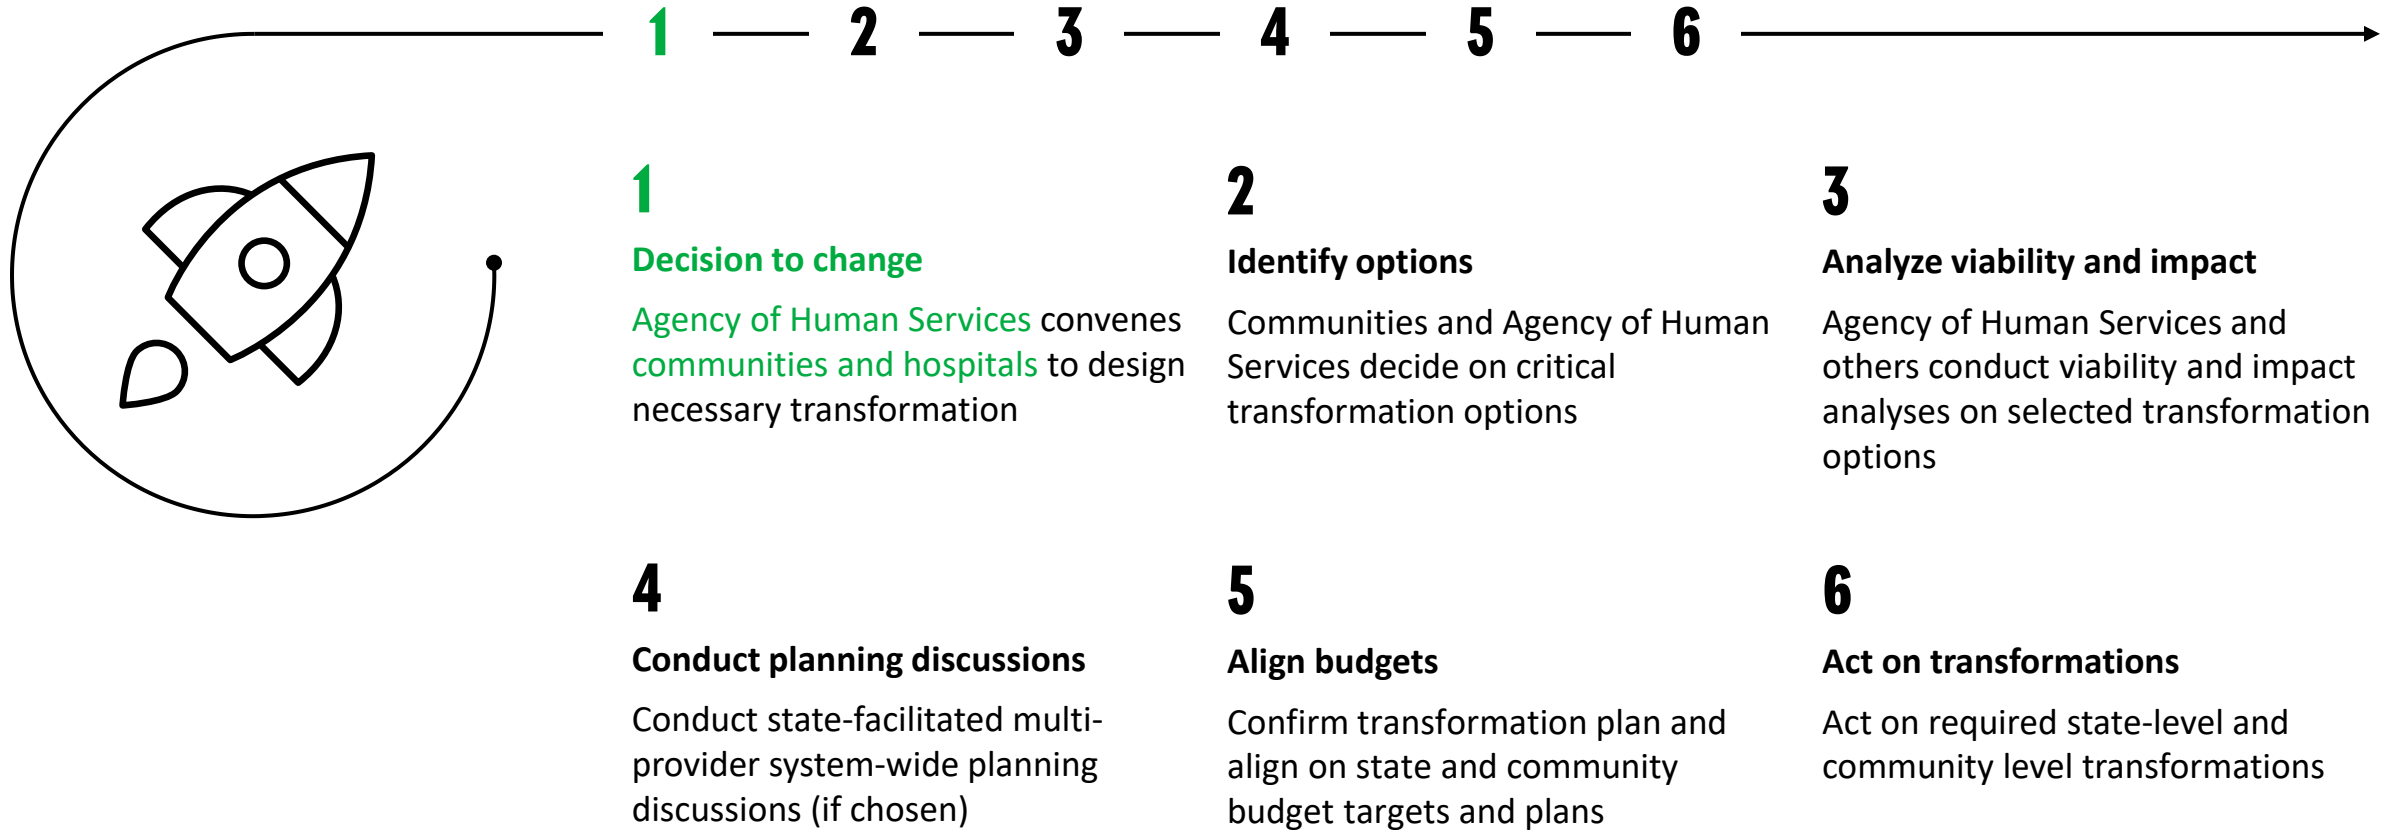 1 2 3 4 5 6
1
Decision to change
Agency of Human Services convenes
communities and hospitals to design
necessary transformation
2
Identify options
Communities and Agency of Human
Services decide on critical
transformation options
3
Analyze viability and impact
Agency of Human Services and
others conduct viability and impact
analyses on selected transformation
options
4
Conduct planning discussions
Conduct state-facilitated multi-
provider system-wide planning
discussions (if chosen)
5
Align budgets
Confirm transformation plan and
align on state and community
budget targets and plans
6
Act on transformations
Act on required state-level and
community level transformations